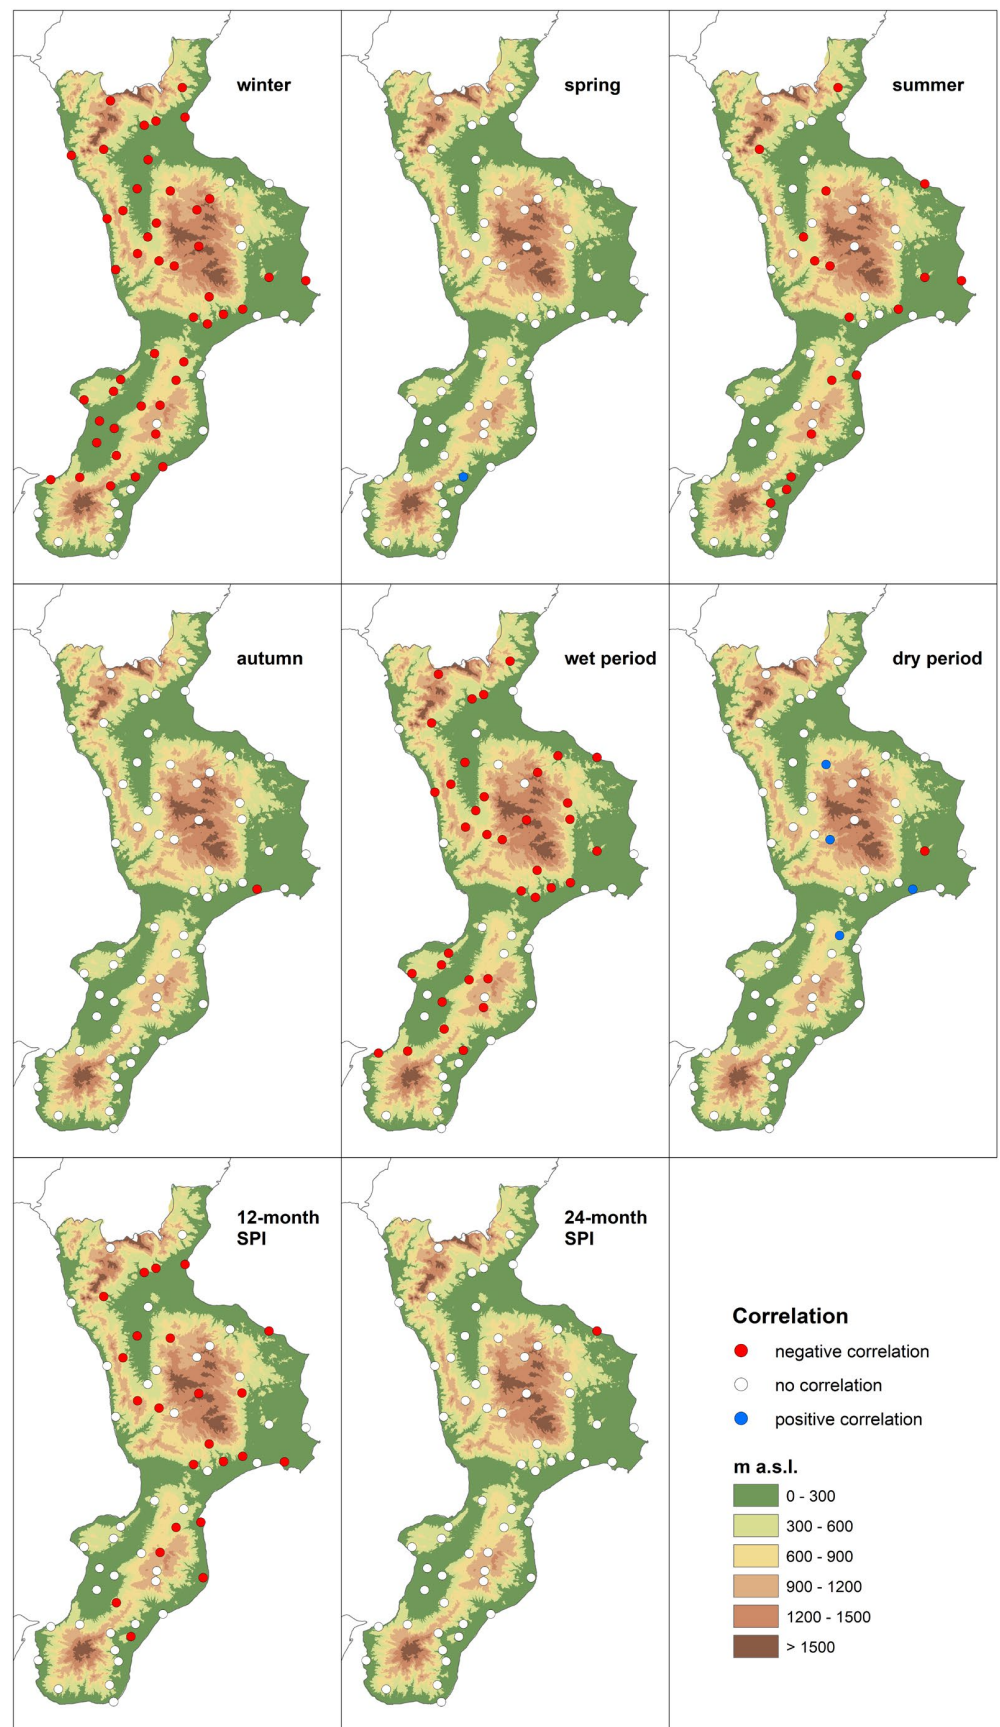 winter
spring
summer
autumn
wet period
dry period
12-month
SPI
24-month
SPI
Correlation
negative correlation
no correlation
positive correlation
m a.s.l.
0 - 300
300 - 600
600 - 900
900 - 1200
1200 - 1500
> 1500